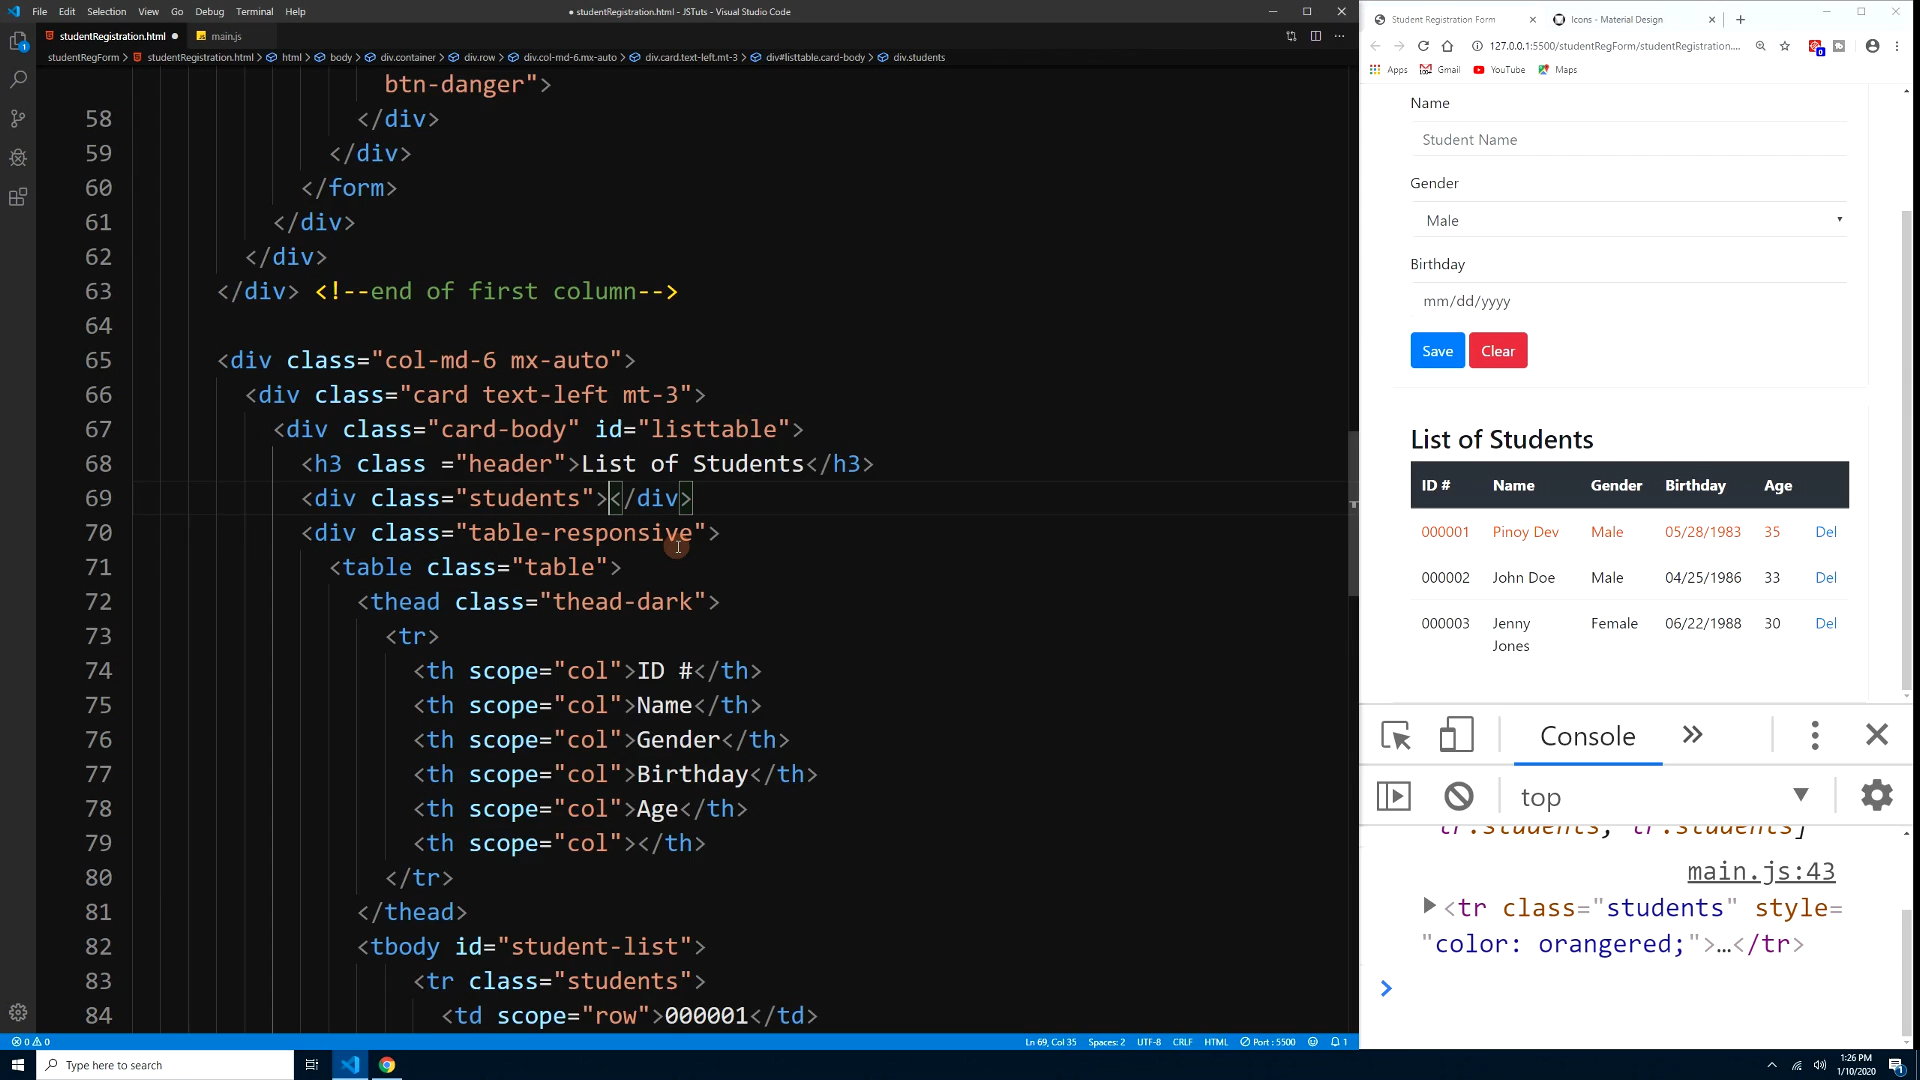 File Edit Selection View Go Debug Terminal Help
● studentRegistration.html - JSTuts - Visual Studio Code
studentRegistration.html ●
JS main.js
studentRegForm > studentRegistration.html > html > body > div.container > div.row > div.col-md-6.mx-auto > div.card.text-left.mt-3 > div#listtable.card-body > div.students
btn-danger">
58 </div>
59 </div>
60 </form>
61 </div>
62 </div>
63 </div> <!--end of first column-->
64
65 <div class="col-md-6 mx-auto">
66 <div class="card text-left mt-3">
67 <div class="card-body" id="listtable">
68 <h3 class ="header">List of Students</h3>
69 <div class="students"></div>
70 <div class="table-responsive">
71 <table class="table">
72 <thead class="thead-dark">
73 <tr>
74 <th scope="col">ID #</th>
75 <th scope="col">Name</th>
76 <th scope="col">Gender</th>
77 <th scope="col">Birthday</th>
78 <th scope="col">Age</th>
79 <th scope="col"></th>
80 </tr>
81 </thead>
82 <tbody id="student-list">
83 <tr class="students">
84 <td scope="row">000001</td>
1
0 0
Ln 69, Col 35 Spaces: 2 UTF-8 CRLF HTML Port : 5500 1
Student Registration Form
Icons - Material Design
127.0.0.1:5500/studentRegForm/studentRegistration....
0
Apps Gmail YouTube Maps
Name
Student Name
Gender
Male
Birthday
mm/dd/yyyy
Save Clear
List of Students
ID # Name Gender Birthday Age
000001 Pinoy Dev Male 05/28/1983 35 Del
000002 John Doe Male 04/25/1986 33 Del
000003 Jenny Jones Female 06/22/1988 30 Del
Console »
top
tr.students, tr.students]
main.js:43
<tr class="students" style=
"color: orangered;">…</tr>
Type here to search
1:26 PM
1/10/2020
1